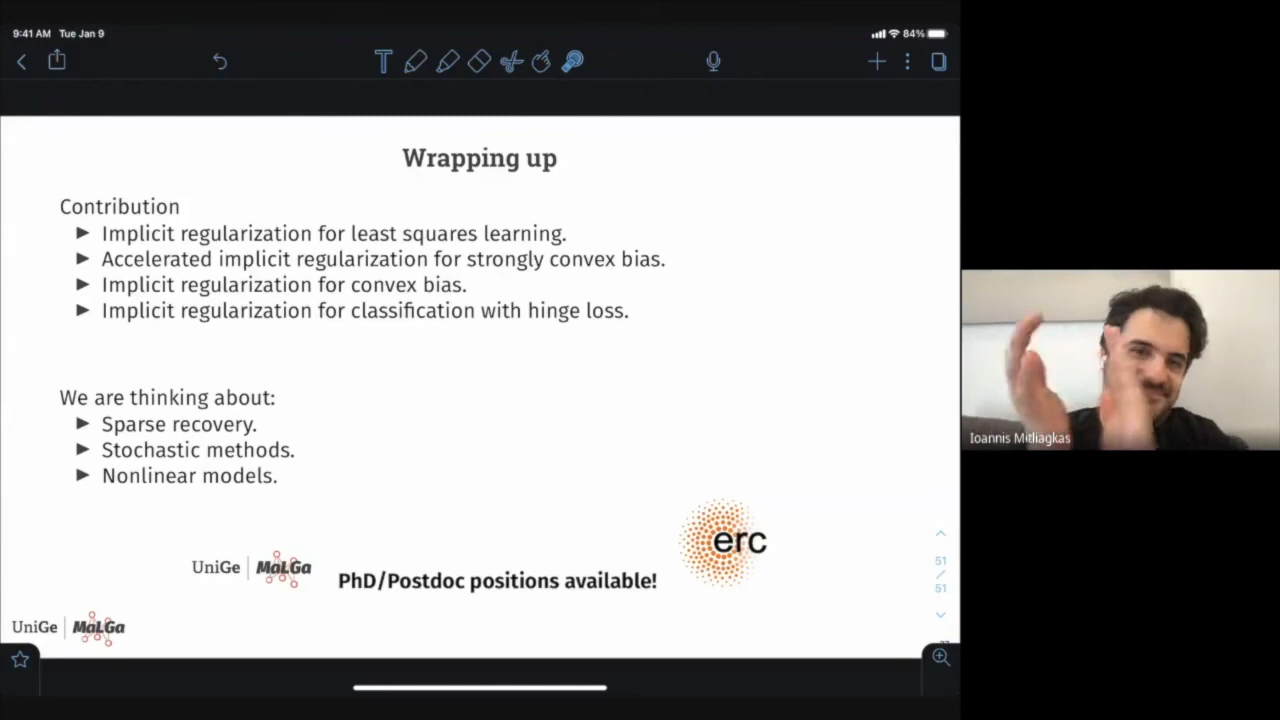 9:41 AM Tue Jan 9
84%
T
Wrapping up
Contribution
► Implicit regularization for least squares learning.
► Accelerated implicit regularization for strongly convex bias.
► Implicit regularization for convex bias.
► Implicit regularization for classification with hinge loss.
We are thinking about:
► Sparse recovery.
► Stochastic methods.
► Nonlinear models.
erc
UniGe | MaLGa
PhD/Postdoc positions available!
51
/
51
UniGe | MaLGa
Ioannis Mitliagkas